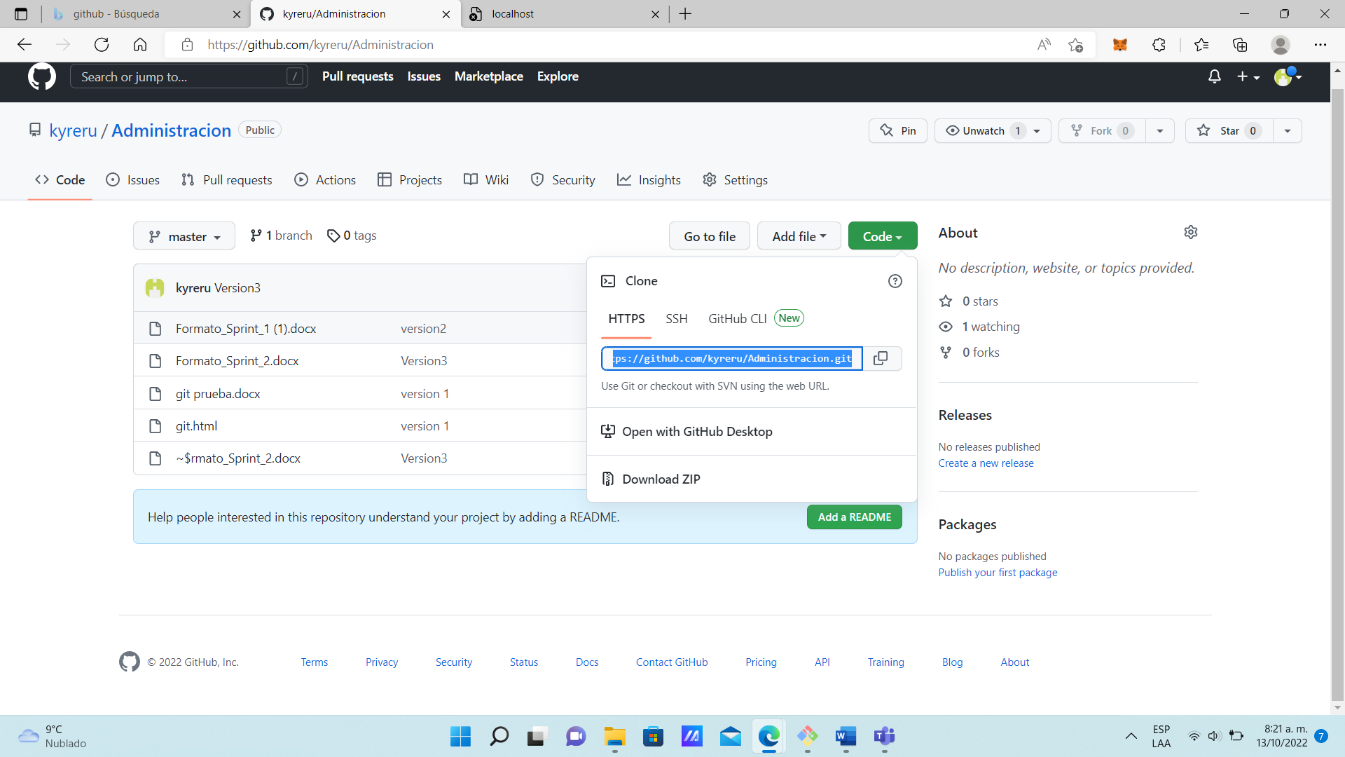 github - Búsqueda
kyreru/Administracion
localhost
https://github.com/kyreru/Administracion
Search or jump to...
/
Pull requests
Issues
Marketplace
Explore
kyreru / Administracion
Public
Pin
Unwatch 1
Fork 0
Star 0
Code
Issues
Pull requests
Actions
Projects
Wiki
Security
Insights
Settings
master
1 branch
0 tags
Go to file
Add file
Code
kyreru Version3
Formato_Sprint_1 (1).docx version2
Formato_Sprint_2.docx Version3
git prueba.docx version 1
git.html version 1
~$rmato_Sprint_2.docx Version3
Clone
HTTPS
SSH
GitHub CLI New
tps://github.com/kyreru/Administracion.git
Use Git or checkout with SVN using the web URL.
Open with GitHub Desktop
Download ZIP
Help people interested in this repository understand your project by adding a README.
Add a README
About
No description, website, or topics provided.
0 stars
1 watching
0 forks
Releases
No releases published
Create a new release
Packages
No packages published
Publish your first package
© 2022 GitHub, Inc.
Terms
Privacy
Security
Status
Docs
Contact GitHub
Pricing
API
Training
Blog
About
9°C
Nublado
ESP
LAA
8:21 a. m.
13/10/2022
7